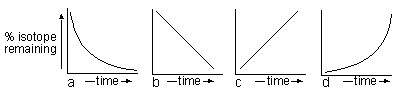 % isotope
remaining
a —time→ b —time→ c —time→ d —time→